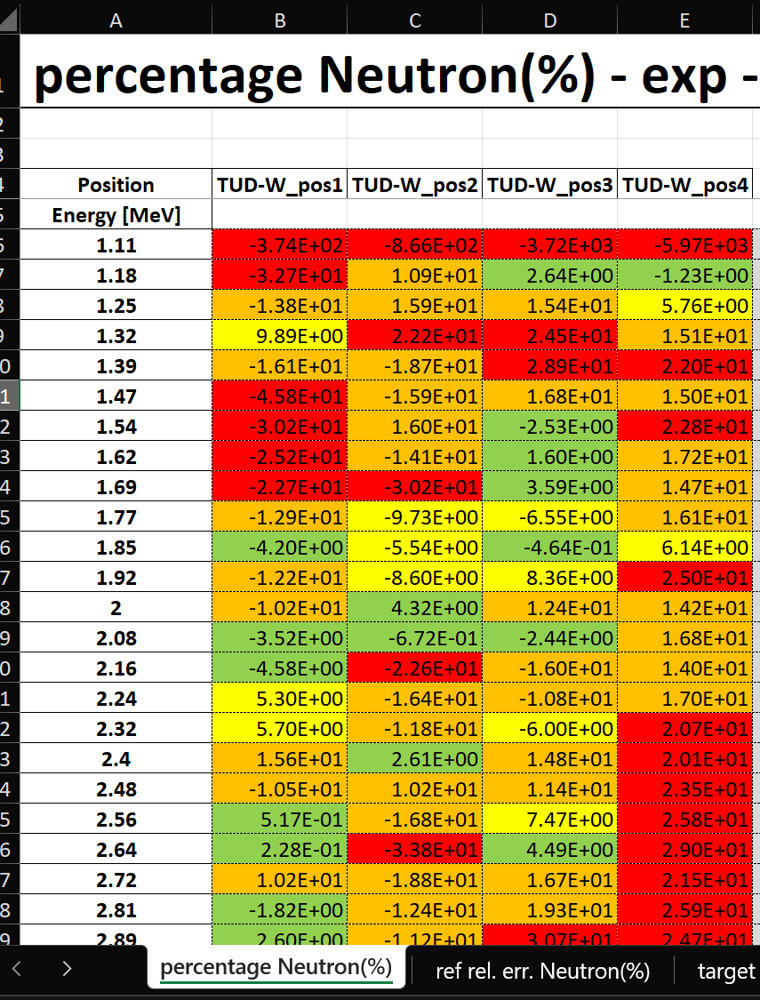 A B C D E
percentage Neutron(%) - exp -
Position TUD-W_pos1 TUD-W_pos2 TUD-W_pos3 TUD-W_pos4
Energy [MeV]
1.11 -3.74E+02 -8.66E+02 -3.72E+03 -5.97E+03
1.18 -3.27E+01 1.09E+01 2.64E+00 -1.23E+00
1.25 -1.38E+01 1.59E+01 1.54E+01 5.76E+00
1.32 9.89E+00 2.22E+01 2.45E+01 1.51E+01
1.39 -1.61E+01 -1.87E+01 2.89E+01 2.20E+01
1.47 -4.58E+01 -1.59E+01 1.68E+01 1.50E+01
1.54 -3.02E+01 1.60E+01 -2.53E+00 2.28E+01
1.62 -2.52E+01 -1.41E+01 1.60E+00 1.72E+01
1.69 -2.27E+01 -3.02E+01 3.59E+00 1.47E+01
1.77 -1.29E+01 -9.73E+00 -6.55E+00 1.61E+01
1.85 -4.20E+00 -5.54E+00 -4.64E-01 6.14E+00
1.92 -1.22E+01 -8.60E+00 8.36E+00 2.50E+01
2 -1.02E+01 4.32E+00 1.24E+01 1.42E+01
2.08 -3.52E+00 -6.72E-01 -2.44E+00 1.68E+01
2.16 -4.58E+00 -2.26E+01 -1.60E+01 1.40E+01
2.24 5.30E+00 -1.64E+01 -1.08E+01 1.70E+01
2.32 5.70E+00 -1.18E+01 -6.00E+00 2.07E+01
2.4 1.56E+01 2.61E+00 1.48E+01 2.01E+01
2.48 -1.05E+01 1.02E+01 1.14E+01 2.35E+01
2.56 5.17E-01 -1.68E+01 7.47E+00 2.58E+01
2.64 2.28E-01 -3.38E+01 4.49E+00 2.90E+01
2.72 1.02E+01 -1.88E+01 1.67E+01 2.15E+01
2.81 -1.82E+00 -1.24E+01 1.93E+01 2.59E+01
2.89 2.60E+00 -1.12E+01 3.07E+01 2.47E+01
percentage Neutron(%) ref rel. err. Neutron(%) target